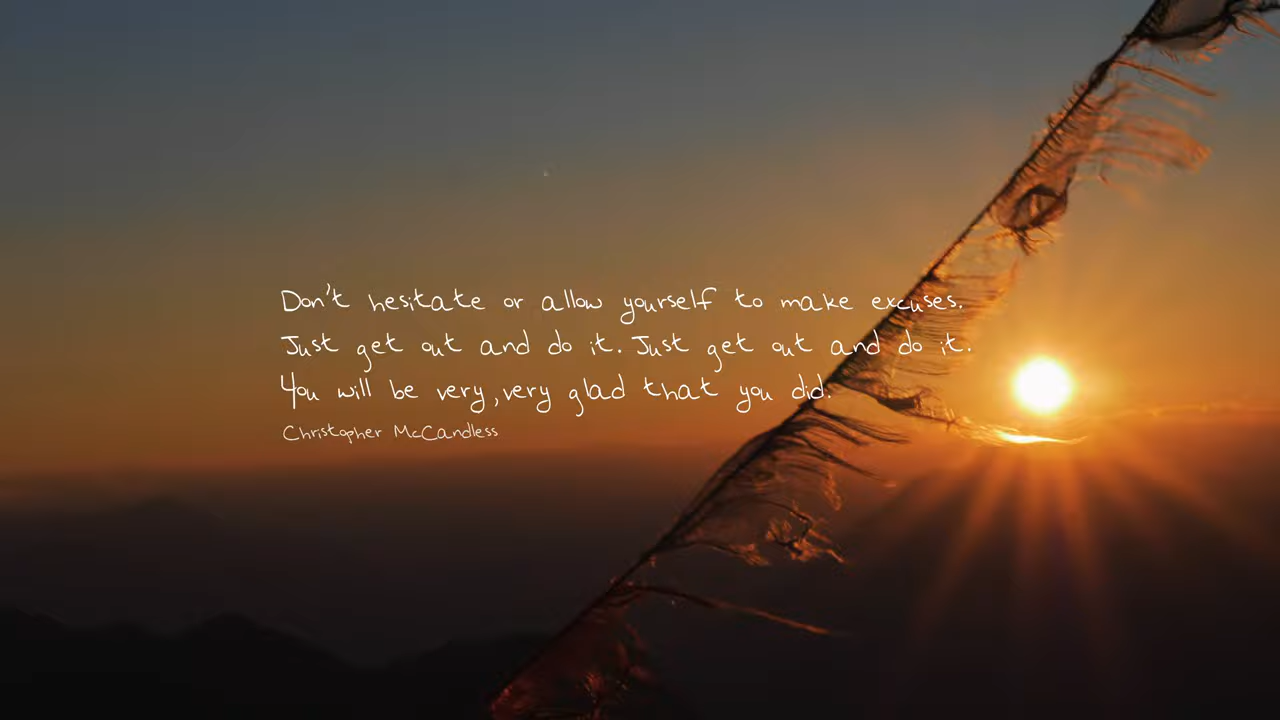 Don't hesitate or allow yourself to make excuses.
Just get out and do it. Just get out and do it.
You will be very, very glad that you did.
Christopher McCandless